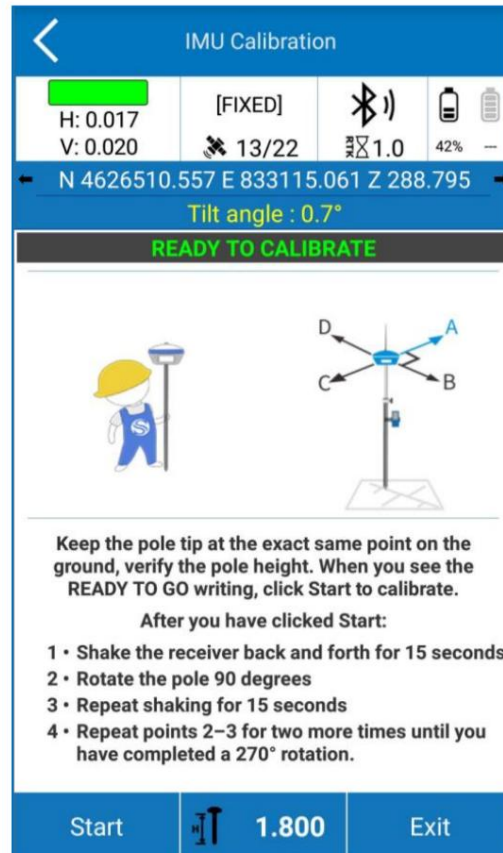 IMU Calibration
H: 0.017
V: 0.020
[FIXED]
13/22
RTK 1.0
42%
--
N 4626510.557 E 833115.061 Z 288.795
Tilt angle : 0.7°
READY TO CALIBRATE
D
A
C
B
S
Keep the pole tip at the exact same point on the
ground, verify the pole height. When you see the
READY TO GO writing, click Start to calibrate.
After you have clicked Start:
1 • Shake the receiver back and forth for 15 seconds
2 • Rotate the pole 90 degrees
3 • Repeat shaking for 15 seconds
4 • Repeat points 2–3 for two more times until you
have completed a 270° rotation.
Start
H
1.800
Exit